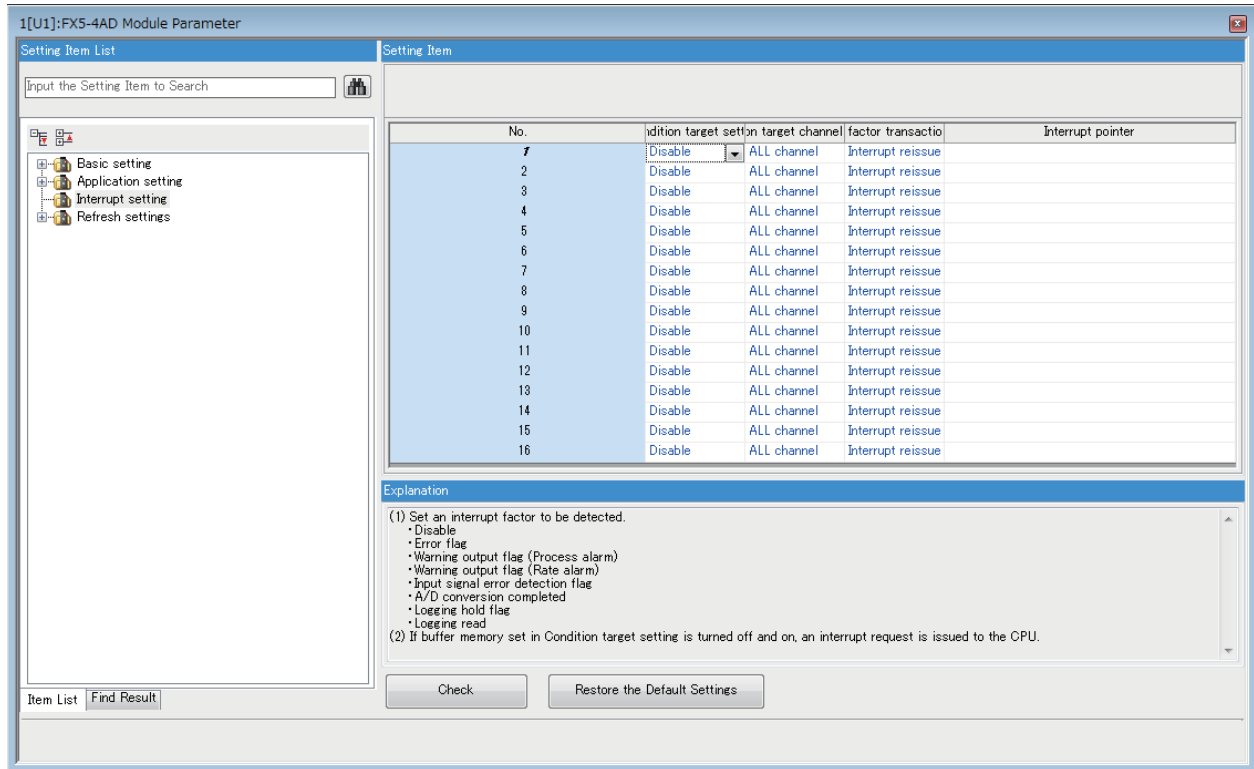 1[U1]:FX5-4AD Module Parameter
Setting Item List
Setting Item
Input the Setting Item to Search
Basic setting
Application setting
Interrupt setting
Refresh settings
No. ndition target sett on target channel factor transactio Interrupt pointer
1 Disable ALL channel Interrupt reissue
2 Disable ALL channel Interrupt reissue
3 Disable ALL channel Interrupt reissue
4 Disable ALL channel Interrupt reissue
5 Disable ALL channel Interrupt reissue
6 Disable ALL channel Interrupt reissue
7 Disable ALL channel Interrupt reissue
8 Disable ALL channel Interrupt reissue
9 Disable ALL channel Interrupt reissue
10 Disable ALL channel Interrupt reissue
11 Disable ALL channel Interrupt reissue
12 Disable ALL channel Interrupt reissue
13 Disable ALL channel Interrupt reissue
14 Disable ALL channel Interrupt reissue
15 Disable ALL channel Interrupt reissue
16 Disable ALL channel Interrupt reissue
Explanation
(1) Set an interrupt factor to be detected.
・Disable
・Error flag
・Warning output flag (Process alarm)
・Warning output flag (Rate alarm)
・Input signal error detection flag
・A/D conversion completed
・Logging hold flag
・Logging read
(2) If buffer memory set in Condition target setting is turned off and on, an interrupt request is issued to the CPU.
Item List Find Result
Check Restore the Default Settings